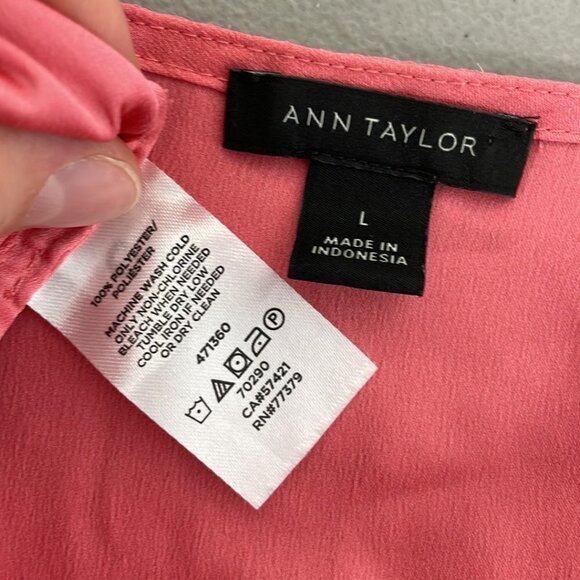 ANN TAYLOR
L
MADE IN
INDONESIA
100% POLYESTER/
POLIÉSTER
MACHINE WASH COLD
ONLY NON-CHLORINE
BLEACH WHEN NEEDED
TUMBLE DRY LOW
COOL IRON IF NEEDED
OR DRY CLEAN
471360
P
70290
CA#57421
RN#77379